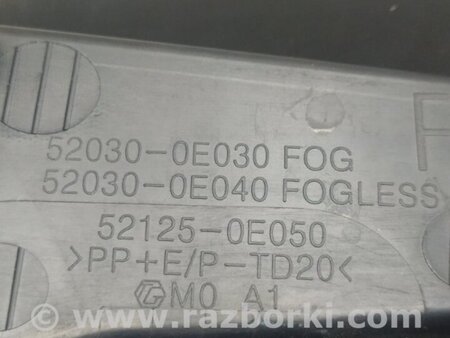 52030-0E030 FOG
52030-0E040 FOGLESS
52125-0E050
>PP+E/P-TD20<
M0 A1
© www.razborki.com/